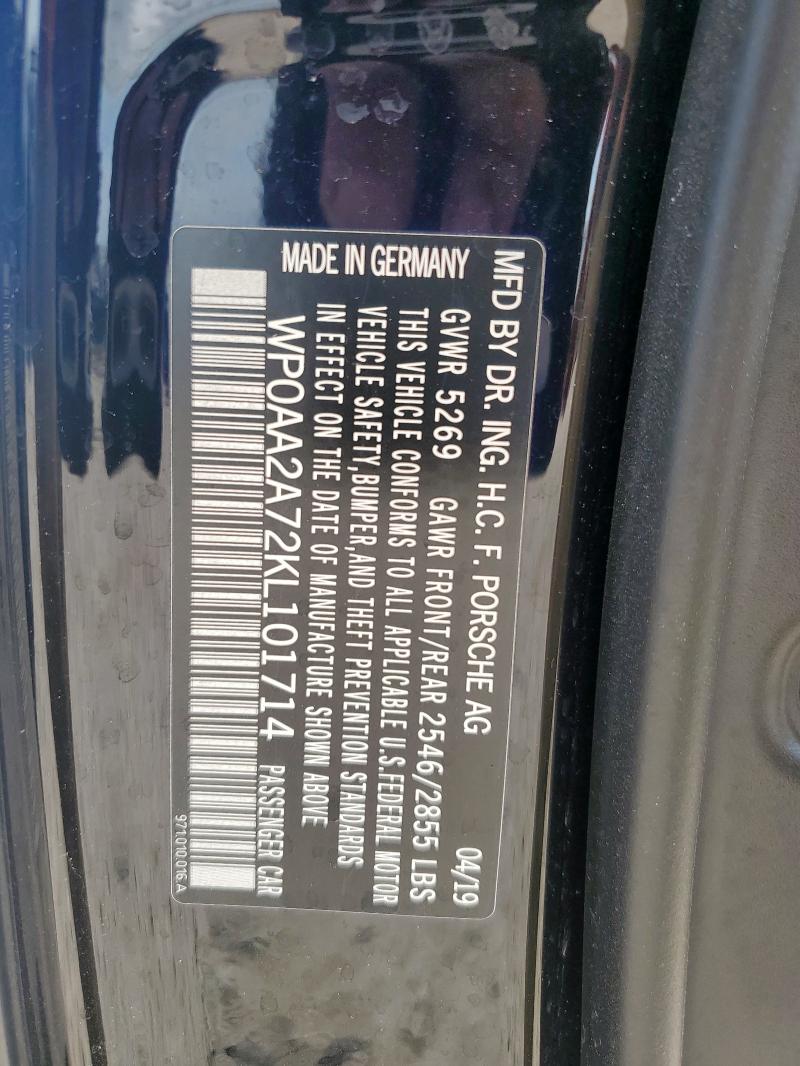 MFD BY DR. ING. H.C. F. PORSCHE AG 04/19
GVWR 5269 GAWR FRONT/REAR 2546/2855 LBS
THIS VEHICLE CONFORMS TO ALL APPLICABLE U.S.FEDERAL MOTOR
VEHICLE SAFETY,BUMPER,AND THEFT PREVENTION STANDARDS
IN EFFECT ON THE DATE OF MANUFACTURE SHOWN ABOVE
WP0AA2A72KL101714 PASSENGER CAR
MADE IN GERMANY
971.010.016.A